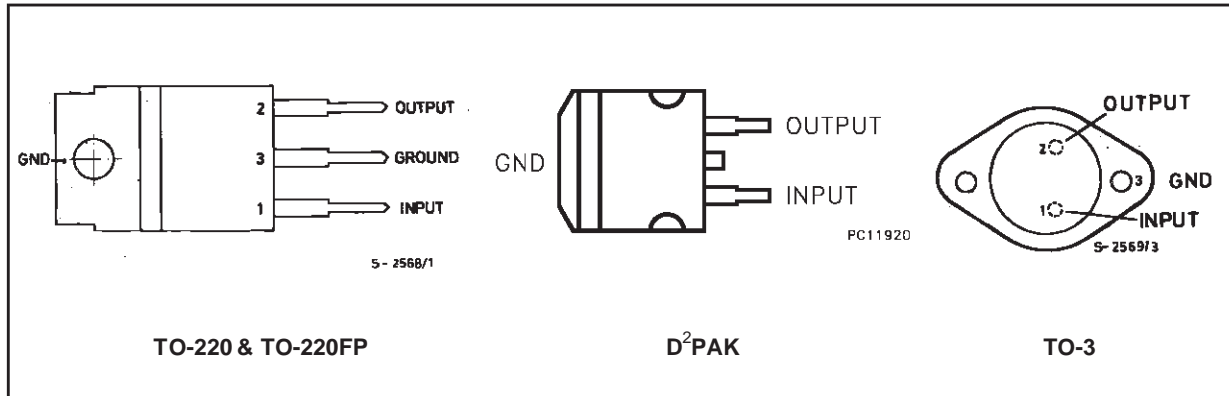 2
OUTPUT
GND
3
GROUND
1
INPUT
S-2568/1
TO-220 & TO-220FP
OUTPUT
GND
INPUT
PC11920
D²PAK
OUTPUT
2
3 GND
1
INPUT
S-2569/3
TO-3